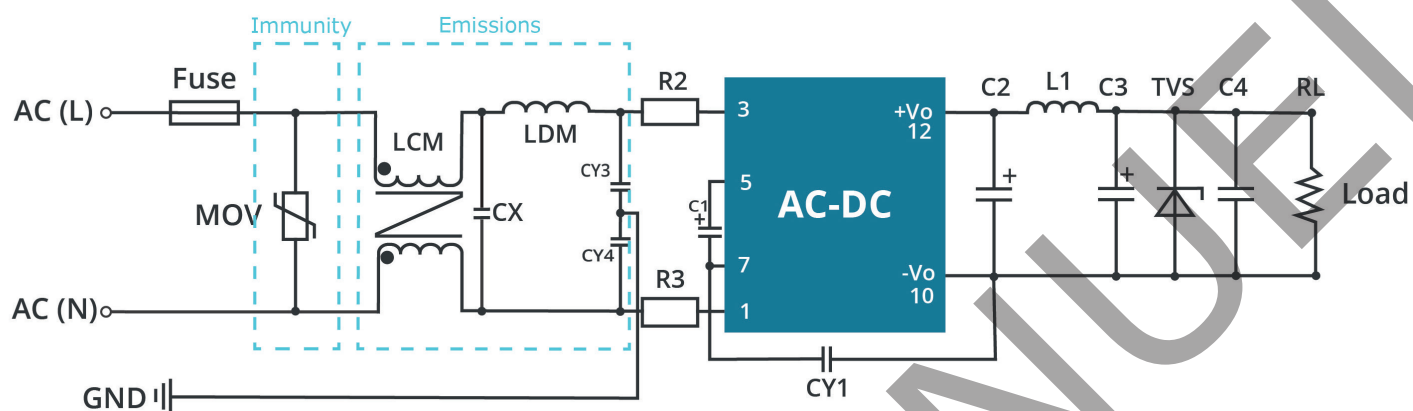 Immunity
Emissions
Fuse
R2
C2
L1
C3
TVS
C4
RL
AC (L)
3
+Vo
12
LCM
LDM
CY3
5
AC-DC
+
+
Load
MOV
CX
C1
+
CY4
7
-Vo
10
R3
AC (N)
1
CY1
GND